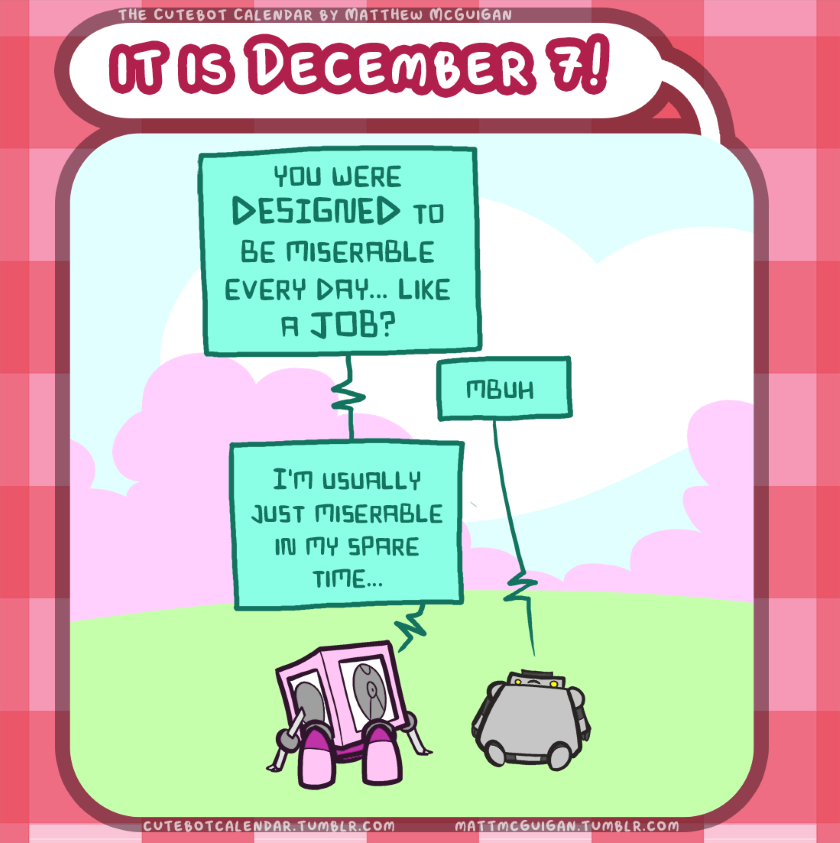 THE CUTEBOT CALENDAR BY MATTHEW MCGUIGAN
IT IS DECEMBER 7!
YOU WERE
DESIGNED TO
BE MISERABLE
EVERY DAY... LIKE
A JOB?
MBUH
I'M USUALLY
JUST MISERABLE
IN MY SPARE
TIME...
CUTEBOTCALENDAR.TUMBLR.COM
MATTMCGUIGAN.TUMBLR.COM